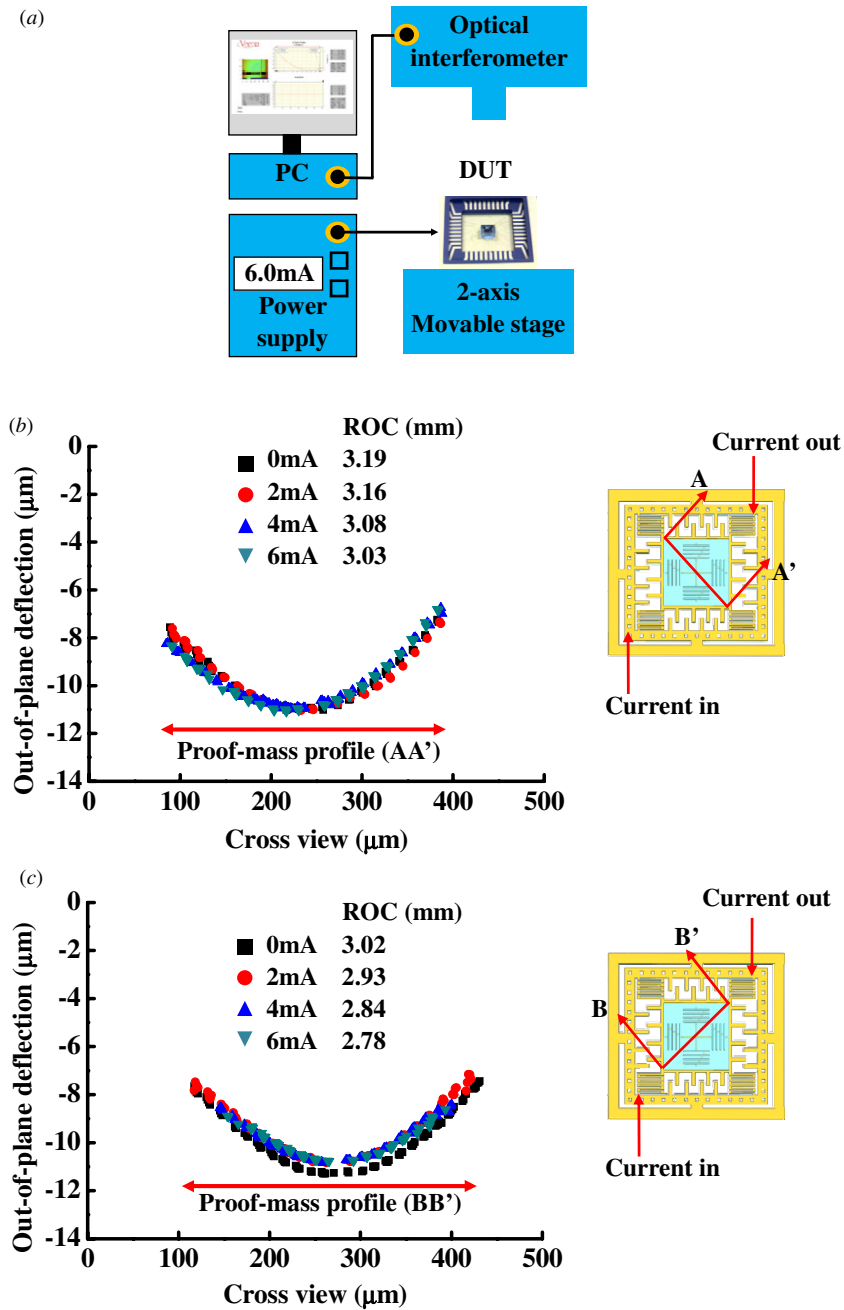 (a)
Veeco
Optical
interferometer
PC
DUT
6.0mA
Power
supply
2-axis
Movable stage
(b)
ROC (mm)
0mA 3.19
2mA 3.16
4mA 3.08
6mA 3.03
Out-of-plane deflection (μm)
0
-2
-4
-6
-8
-10
-12
-14
Proof-mass profile (AA')
0 100 200 300 400 500
Cross view (μm)
Current out
A
A'
Current in
(c)
ROC (mm)
0mA 3.02
2mA 2.93
4mA 2.84
6mA 2.78
Out-of-plane deflection (μm)
0
-2
-4
-6
-8
-10
-12
-14
Proof-mass profile (BB')
0 100 200 300 400 500
Cross view (μm)
Current out
B'
B
Current in